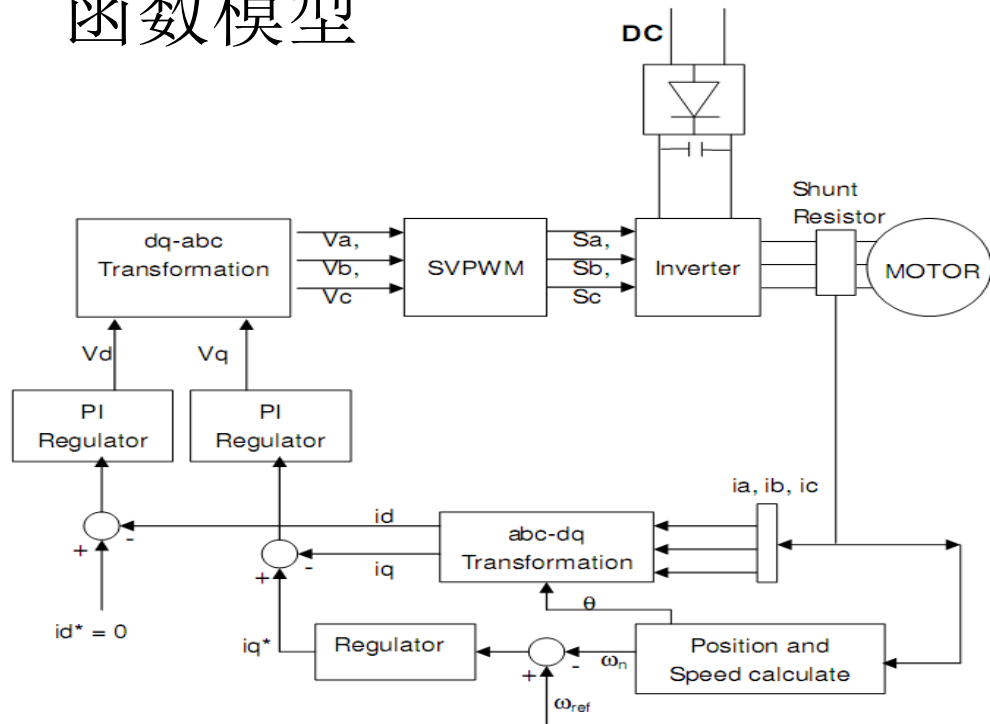 函数模型
DC
Shunt
Resistor
dq-abc
Transformation
Va,
Vb,
Vc
SVPWM
Sa,
Sb,
Sc
Inverter
MOTOR
Vd
Vq
PI
Regulator
PI
Regulator
ia, ib, ic
id
abc-dq
Transformation
iq
+
-
+
-
θ
id* = 0
iq*
Regulator
+
-
ωn
Position and
Speed calculate
ωref